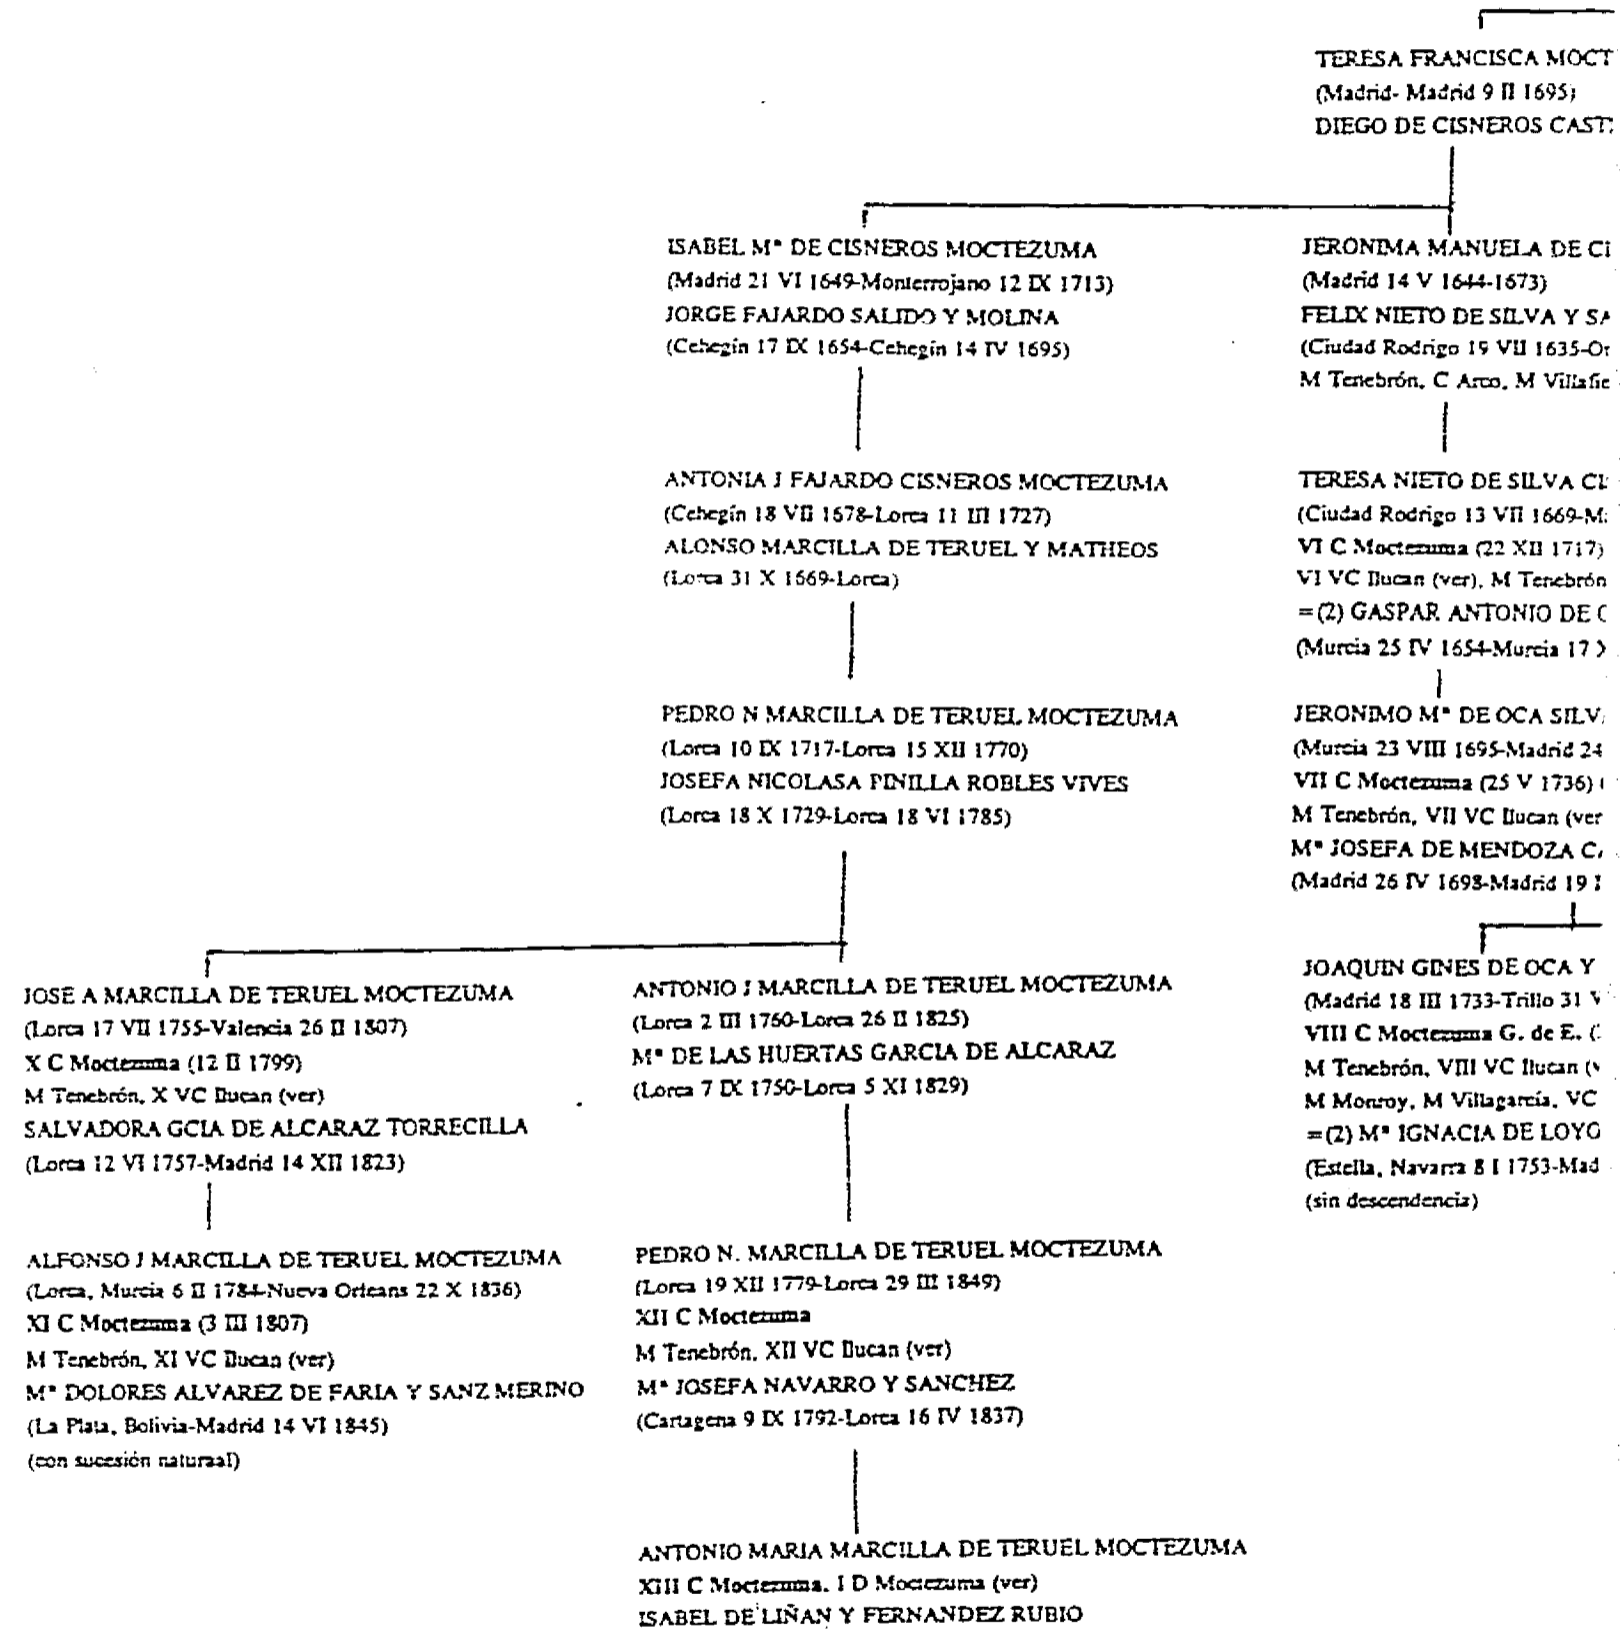 TERESA FRANCISCA MOCT
(Madrid- Madrid 9 II 1695)
DIEGO DE CISNEROS CAST
ISABEL Mª DE CISNEROS MOCTEZUMA
(Madrid 21 VI 1649-Monterrojano 12 IX 1713)
JORGE FAJARDO SALIDO Y MOLINA
(Cehegín 17 IX 1654-Cehegín 14 IV 1695)
JERONIMA MANUELA DE CI
(Madrid 14 V 1644-1673)
FELIX NIETO DE SILVA Y SA
(Ciudad Rodrigo 19 VII 1635-Or
M Tenebrón, C Arco, M Villafie
ANTONIA J FAJARDO CISNEROS MOCTEZUMA
(Cehegín 18 VII 1678-Lorca 11 III 1727)
ALONSO MARCILLA DE TERUEL Y MATHEOS
(Lorca 31 X 1669-Lorca)
TERESA NIETO DE SILVA CI
(Ciudad Rodrigo 13 VII 1669-M
VI C Moctezuma (22 XII 1717)
VI VC Ilucan (ver), M Tenebrón
=(2) GASPAR ANTONIO DE O
(Murcia 25 IV 1654-Murcia 17 X
PEDRO N MARCILLA DE TERUEL MOCTEZUMA
(Lorca 10 IX 1717-Lorca 15 XII 1770)
JOSEFA NICOLASA PINILLA ROBLES VIVES
(Lorca 18 X 1729-Lorca 18 VI 1785)
JERONIMO Mª DE OCA SILV
(Murcia 23 VIII 1695-Madrid 24
VII C Moctezuma (25 V 1736) (
M Tenebrón, VII VC Ilucan (ver
Mª JOSEFA DE MENDOZA CA
(Madrid 26 IV 1698-Madrid 19 I
JOSE A MARCILLA DE TERUEL MOCTEZUMA
(Lorca 17 VII 1755-Valencia 26 II 1807)
X C Moctezuma (12 II 1799)
M Tenebrón, X VC Ilucan (ver)
SALVADORA GCIA DE ALCARAZ TORRECILLA
(Lorca 12 VI 1757-Madrid 14 XII 1823)
ANTONIO J MARCILLA DE TERUEL MOCTEZUMA
(Lorca 2 III 1760-Lorca 26 II 1825)
Mª DE LAS HUERTAS GARCIA DE ALCARAZ
(Lorca 7 IX 1750-Lorca 5 XI 1829)
JOAQUIN GINES DE OCA Y
(Madrid 18 III 1733-Trillo 31 V
VIII C Moctezuma G. de E. (
M Tenebrón, VIII VC Ilucan (v
M Monroy, M Villagarcía, VC
=(2) Mª IGNACIA DE LOYO
(Estella, Navarra 8 I 1753-Mad
(sin descendencia)
ALFONSO J MARCILLA DE TERUEL MOCTEZUMA
(Lorca, Murcia 6 II 1784-Nueva Orleans 22 X 1836)
XI C Moctezuma (3 III 1807)
M Tenebrón, XI VC Ilucan (ver)
Mª DOLORES ALVAREZ DE FARIA Y SANZ MERINO
(La Plata, Bolivia-Madrid 14 VI 1845)
(con sucesión naturaal)
PEDRO N. MARCILLA DE TERUEL MOCTEZUMA
(Lorca 19 XII 1779-Lorca 29 III 1849)
XII C Moctezuma
M Tenebrón, XII VC Ilucan (ver)
Mª JOSEFA NAVARRO Y SANCHEZ
(Cartagena 9 IX 1792-Lorca 16 IV 1837)
ANTONIO MARIA MARCILLA DE TERUEL MOCTEZUMA
XIII C Moctezuma, I D Moctezuma (ver)
ISABEL DE LIÑAN Y FERNANDEZ RUBIO